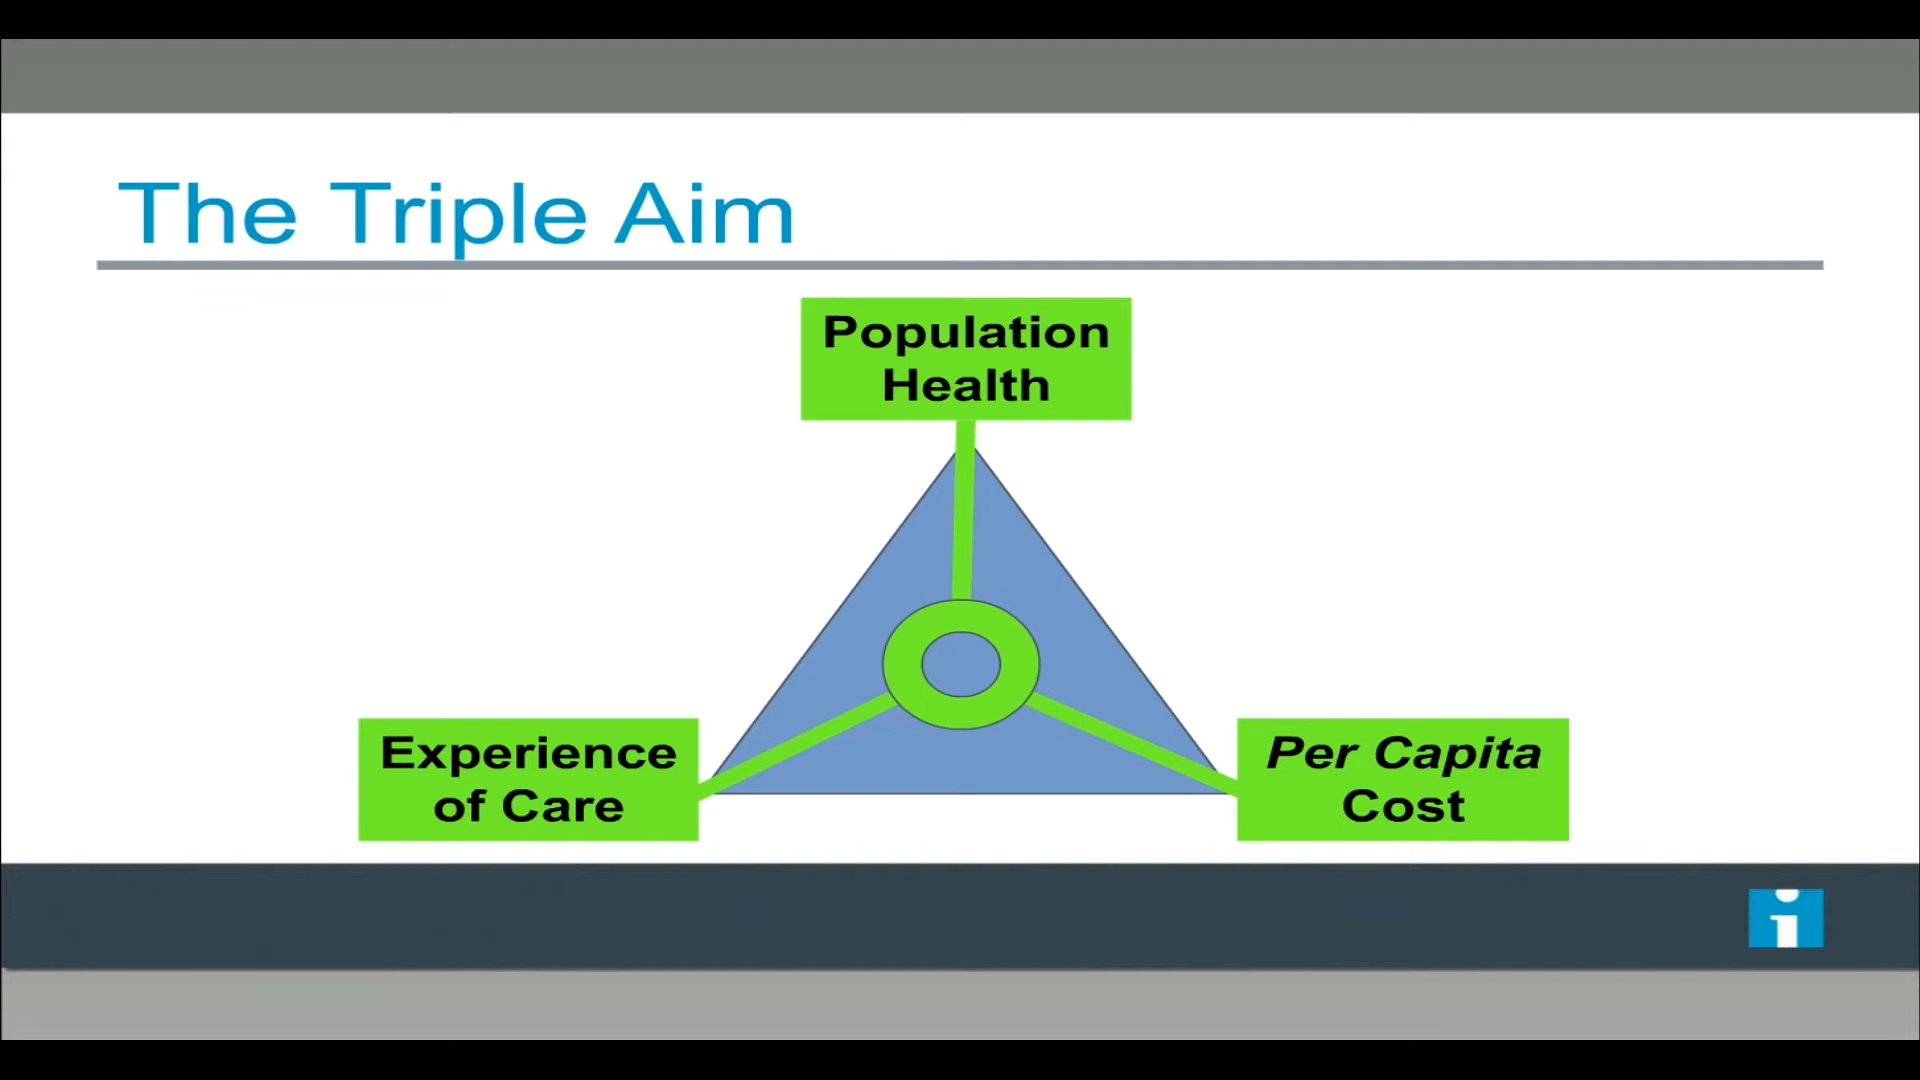 The Triple Aim
Population
Health
Experience
of Care
Per Capita
Cost